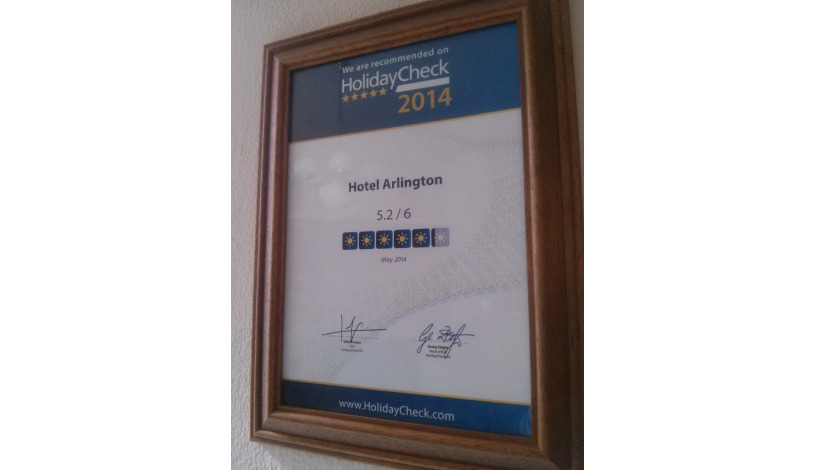 We are recommended on
HolidayCheck
2014
Hotel Arlington
5.2 / 6
May 2014
www.HolidayCheck.com